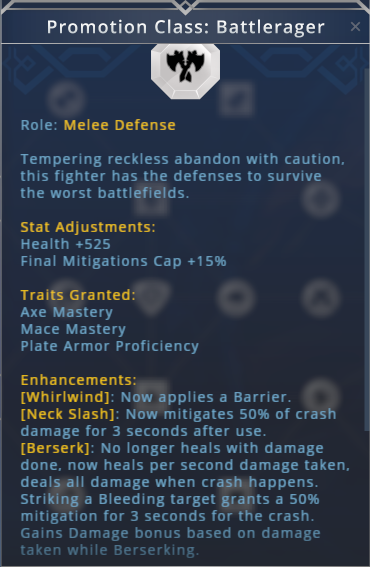 Promotion Class: Battlerager
Role: Melee Defense
Tempering reckless abandon with caution,
this fighter has the defenses to survive
the worst battlefields.
Stat Adjustments:
Health +525
Final Mitigations Cap +15%
Traits Granted:
Axe Mastery
Mace Mastery
Plate Armor Proficiency
Enhancements:
[Whirlwind]: Now applies a Barrier.
[Neck Slash]: Now mitigates 50% of crash
damage for 3 seconds after use.
[Berserk]: No longer heals with damage
done, now heals per second damage taken,
deals all damage when crash happens.
Striking a Bleeding target grants a 50%
mitigation for 3 seconds for the crash.
Gains Damage bonus based on damage
taken while Berserking.